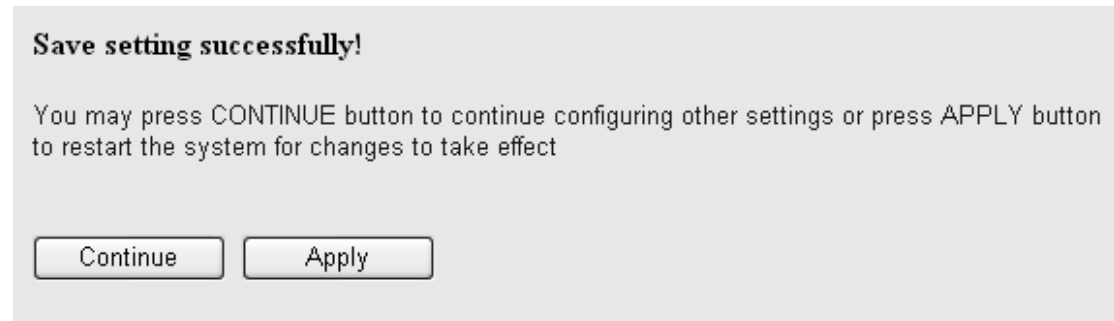 Save setting successfully!
You may press CONTINUE button to continue configuring other settings or press APPLY button
to restart the system for changes to take effect
Continue
Apply